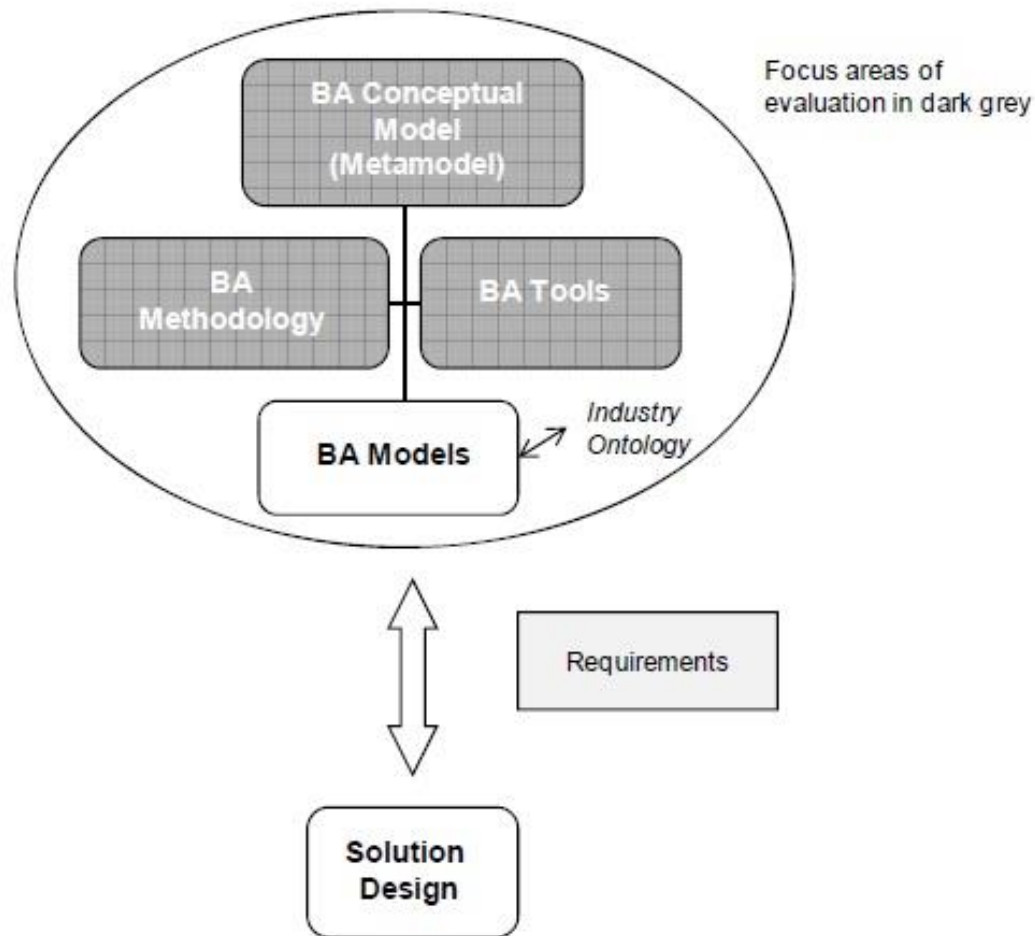 BA Conceptual
Model
(Metamodel)
Focus areas of
evaluation in dark grey
BA
Methodology
BA Tools
BA Models
Industry
Ontology
Requirements
Solution
Design